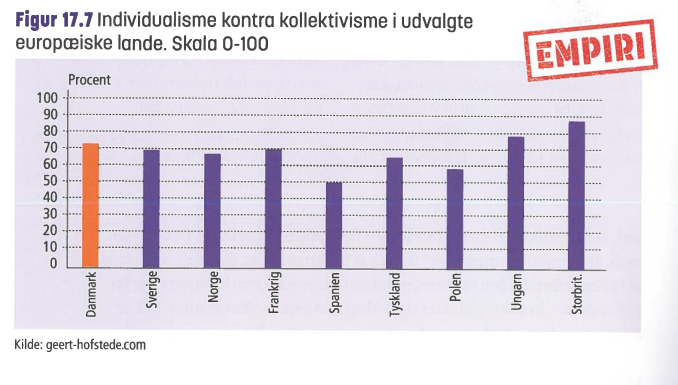 Figur 17.7 Individualisme kontra kollektivisme i udvalgte
europæiske lande. Skala 0-100
EMPIRI
Procent
100
90
80
70
60
50
40
30
20
10
0
Danmark
Sverige
Norge
Frankrig
Spanien
Tyskland
Polen
Ungarn
Storbrit.
Kilde: geert-hofstede.com